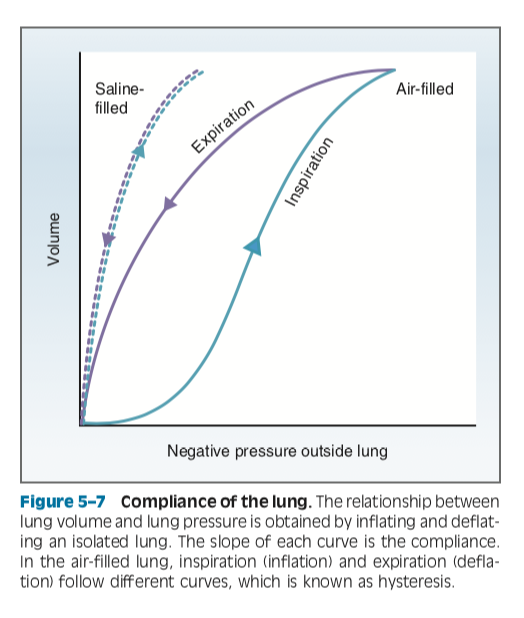 Saline-
filled
Expiration
Inspiration
Air-filled
Volume
Negative pressure outside lung
Figure 5–7 Compliance of the lung. The relationship between
lung volume and lung pressure is obtained by inflating and deflat-
ing an isolated lung. The slope of each curve is the compliance.
In the air-filled lung, inspiration (inflation) and expiration (defla-
tion) follow different curves, which is known as hysteresis.